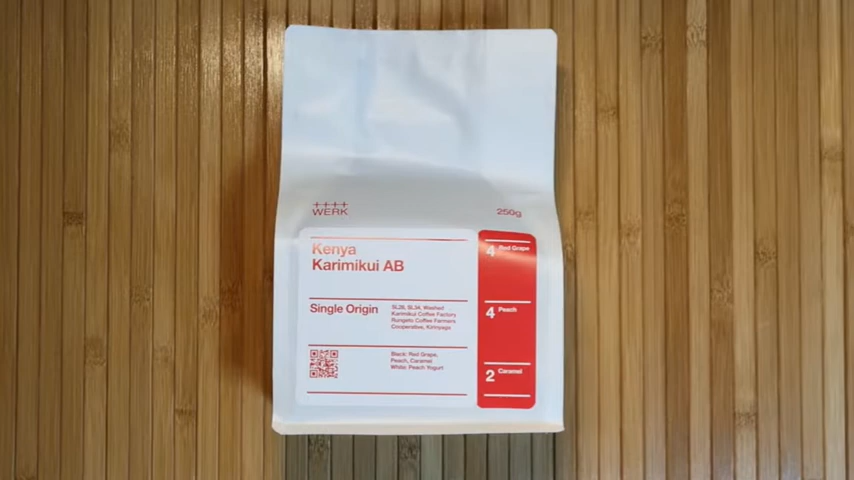 WERK
250g
Kenya
Karimikui AB
Single Origin
SL28, SL34, Washed
Karimikui Coffee Factory
Rungeto Coffee Farmers
Cooperative, Kirinyaga
Black: Red Grape,
Peach, Caramel
White: Peach Yogurt
4 Red Grape
4 Peach
2 Caramel